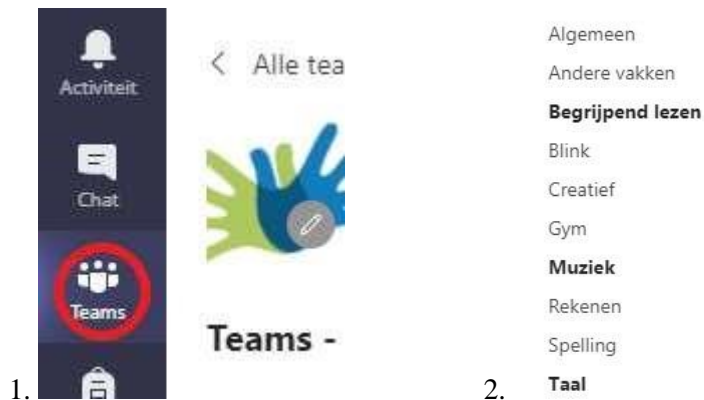 Activiteit
Chat
Teams
< Alle tea
Teams -
1.
Algemeen
Andere vakken
Begrijpend lezen
Blink
Creatief
Gym
Muziek
Rekenen
Spelling
Taal
2.